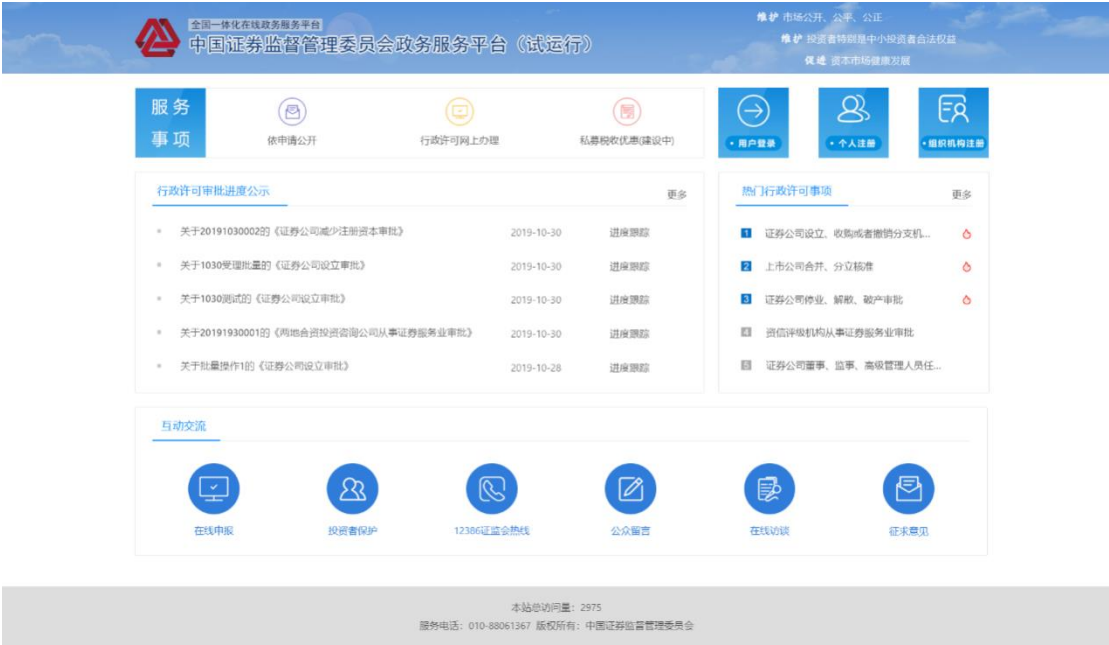 全国一体化在线政务服务平台
中国证券监督管理委员会政务服务平台（试运行）
维护 市场公开、公平、公正
维护 投资者特别是中小投资者合法权益
促进 资本市场健康发展
服务
事项
依申请公开
行政许可网上办理
私募税收优惠(建设中)
• 用户登录
• 个人注册
• 组织机构注册
行政许可审批进度公示
更多
关于20191030002的《证券公司减少注册资本审批》 2019-10-30 进度跟踪
关于1030受理批量的《证券公司设立审批》 2019-10-30 进度跟踪
关于1030测试的《证券公司设立审批》 2019-10-30 进度跟踪
关于20191930001的《两地合资投资咨询公司从事证券服务业审批》 2019-10-30 进度跟踪
关于批量操作1的《证券公司设立审批》 2019-10-28 进度跟踪
热门行政许可事项
更多
1 证券公司设立、收购或者撤销分支机...
2 上市公司合并、分立核准
3 证券公司停业、解散、破产审批
4 资信评级机构从事证券服务业审批
5 证券公司董事、监事、高级管理人员任...
互动交流
在线申报
投资者保护
12386证监会热线
公众留言
在线访谈
征求意见
本站总访问量：2975
服务电话：010-88061367 版权所有：中国证券监督管理委员会